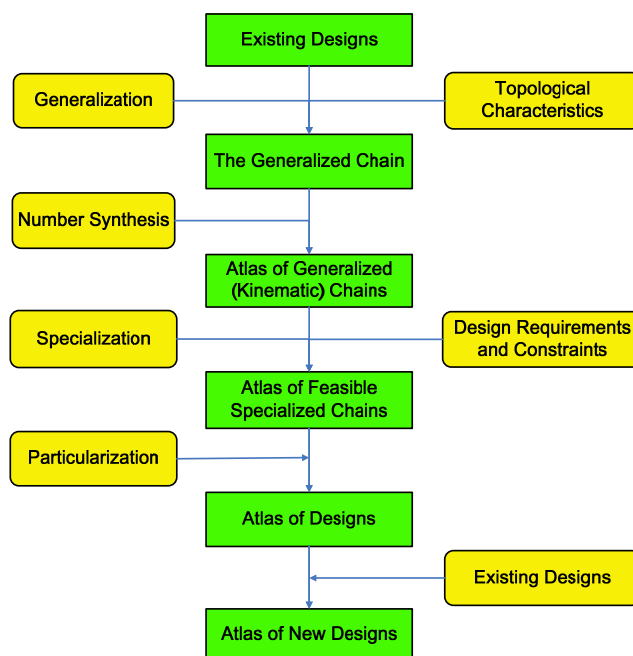 Existing Designs
Generalization
Topological
Characteristics
The Generalized Chain
Number Synthesis
Atlas of Generalized
(Kinematic) Chains
Specialization
Design Requirements
and Constraints
Atlas of Feasible
Specialized Chains
Particularization
Atlas of Designs
Existing Designs
Atlas of New Designs